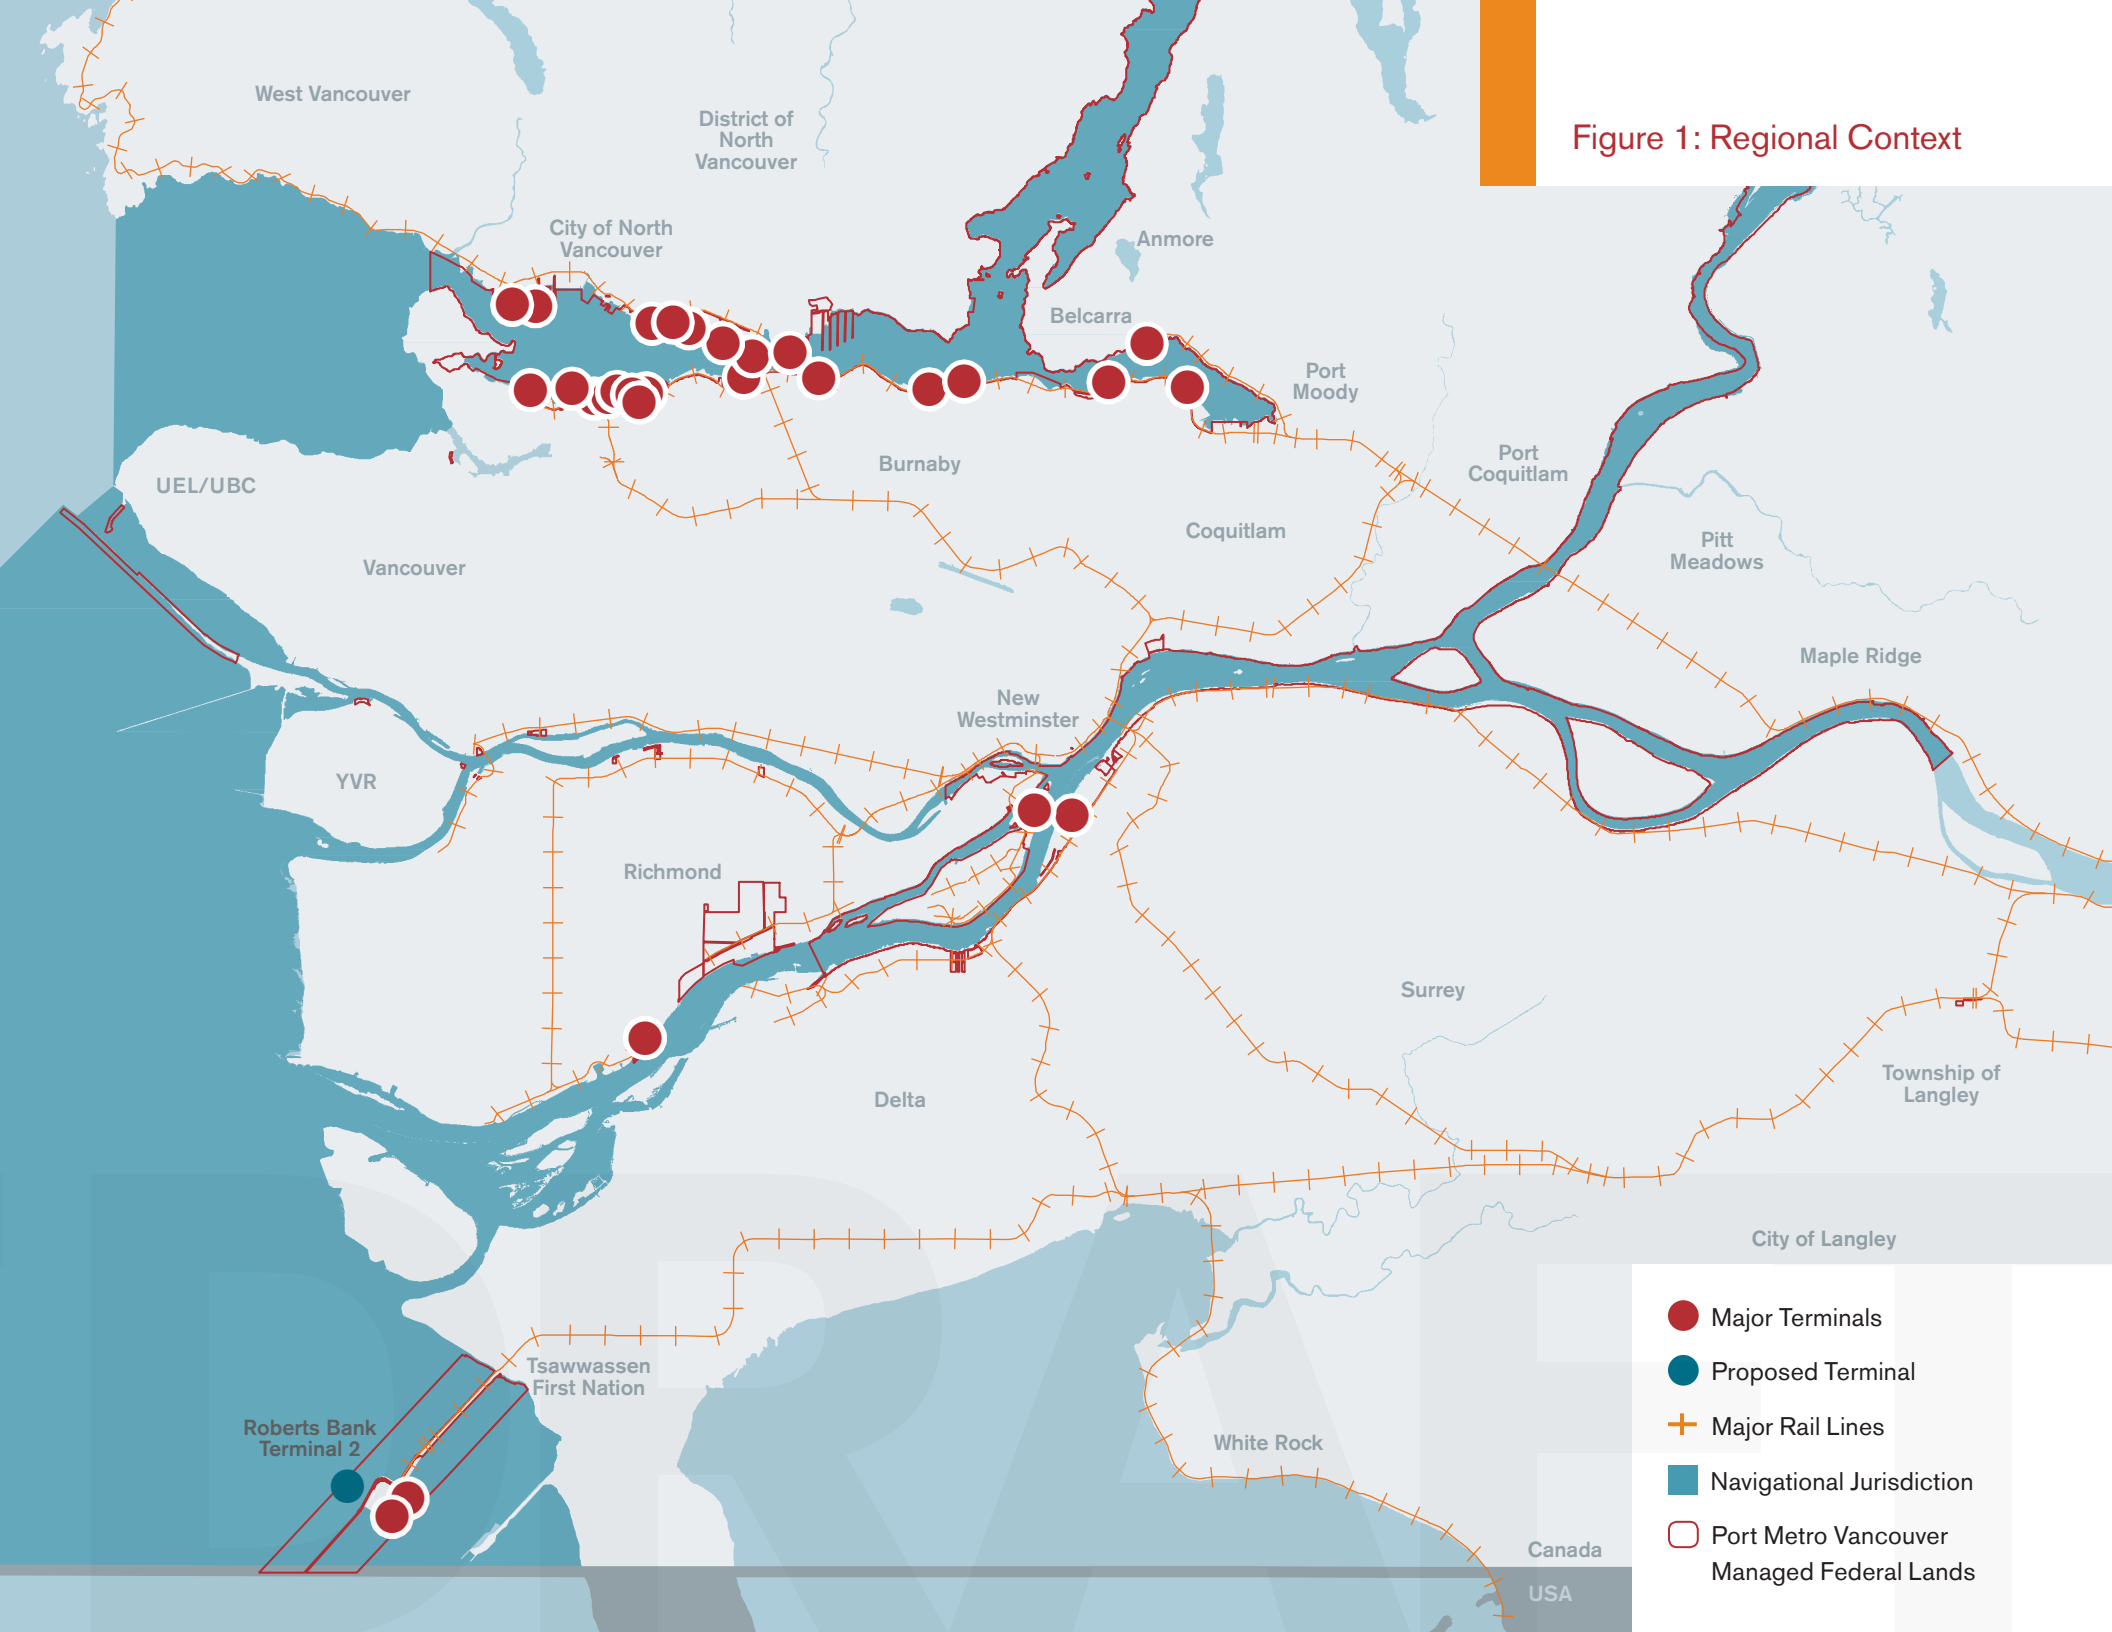 Figure 1: Regional Context
West Vancouver
District of
North
Vancouver
City of North
Vancouver
Anmore
Belcarra
Port
Moody
Port
Coquitlam
Burnaby
UEL/UBC
Coquitlam
Pitt
Meadows
Vancouver
Maple Ridge
New
Westminster
YVR
Richmond
Surrey
Township of
Langley
Delta
City of Langley
Tsawwassen
First Nation
Roberts Bank
Terminal 2
White Rock
Canada
USA
Major Terminals
Proposed Terminal
Major Rail Lines
Navigational Jurisdiction
Port Metro Vancouver
Managed Federal Lands
DRAFT